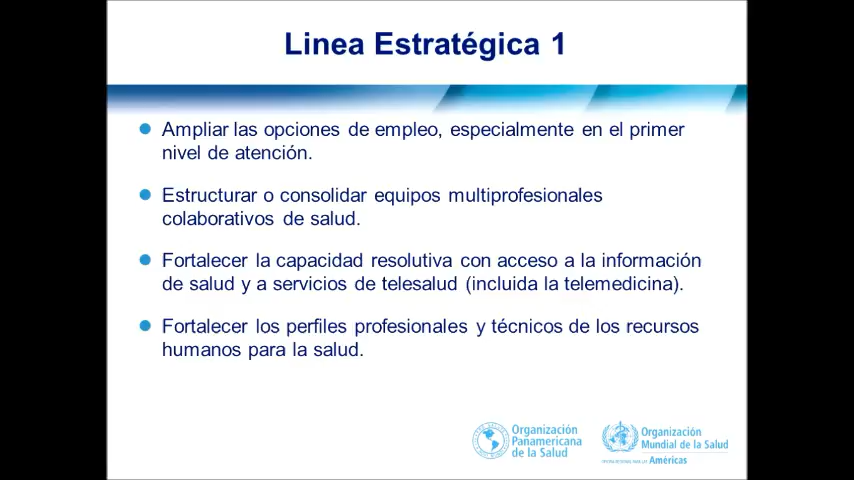 Linea Estratégica 1
Ampliar las opciones de empleo, especialmente en el primer
nivel de atención.
Estructurar o consolidar equipos multiprofesionales
colaborativos de salud.
Fortalecer la capacidad resolutiva con acceso a la información
de salud y a servicios de telesalud (incluida la telemedicina).
Fortalecer los perfiles profesionales y técnicos de los recursos
humanos para la salud.
Organización
Panamericana
de la Salud
Organización
Mundial de la Salud
Américas